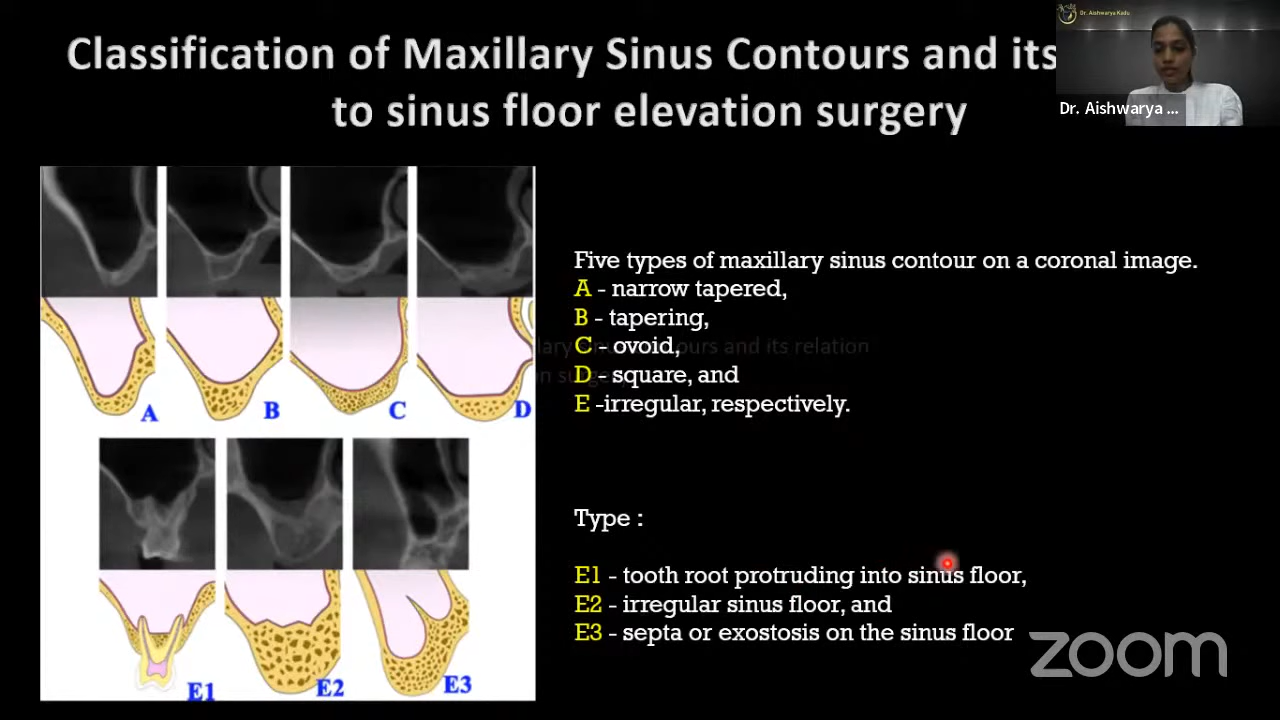 Dr. Aishwarya Kadu
Classification of Maxillary Sinus Contours and its
to sinus floor elevation surgery
Dr. Aishwarya ...
Five types of maxillary sinus contour on a coronal image.
A - narrow tapered,
B - tapering,
C - ovoid,
D - square, and
E -irregular, respectively.
A
B
C
D
Type :
E1 - tooth root protruding into sinus floor,
E2 - irregular sinus floor, and
E3 - septa or exostosis on the sinus floor
E1
E2
E3
zoom